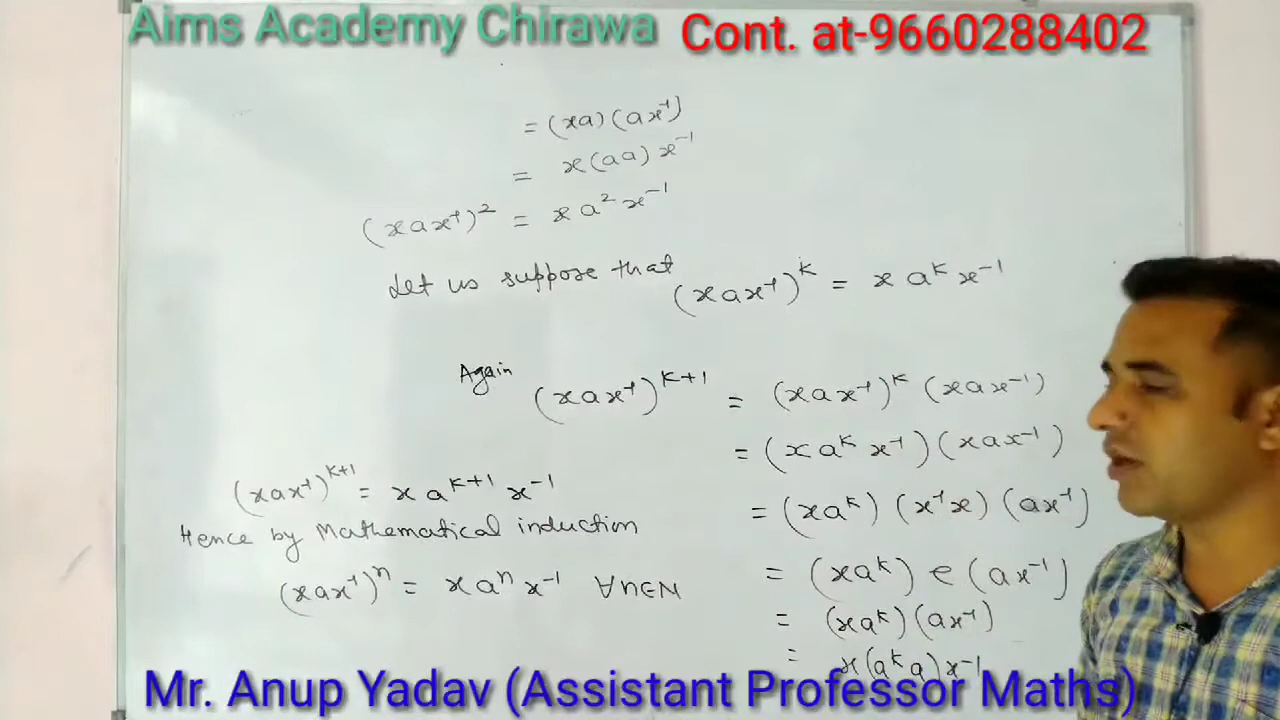 Aims Academy Chirawa Cont. at-9660288402
= (xa)(ax⁻¹)
= x(aa)x⁻¹
(xax⁻¹)² = xa²x⁻¹
Let us suppose that (xax⁻¹)ᵏ = xaᵏx⁻¹
Again (xax⁻¹)ᵏ⁺¹ = (xax⁻¹)ᵏ(xax⁻¹)
= (xaᵏx⁻¹)(xax⁻¹)
= (xaᵏ)(x⁻¹x)(ax⁻¹)
= (xaᵏ)e(ax⁻¹)
= (xaᵏ)(ax⁻¹)
= x(aᵏa)x⁻¹
(xax⁻¹)ᵏ⁺¹ = xaᵏ⁺¹x⁻¹
Hence by Mathematical induction
(xax⁻¹)ⁿ = xaⁿx⁻¹ ∀n∈N
Mr. Anup Yadav (Assistant Professor Maths)